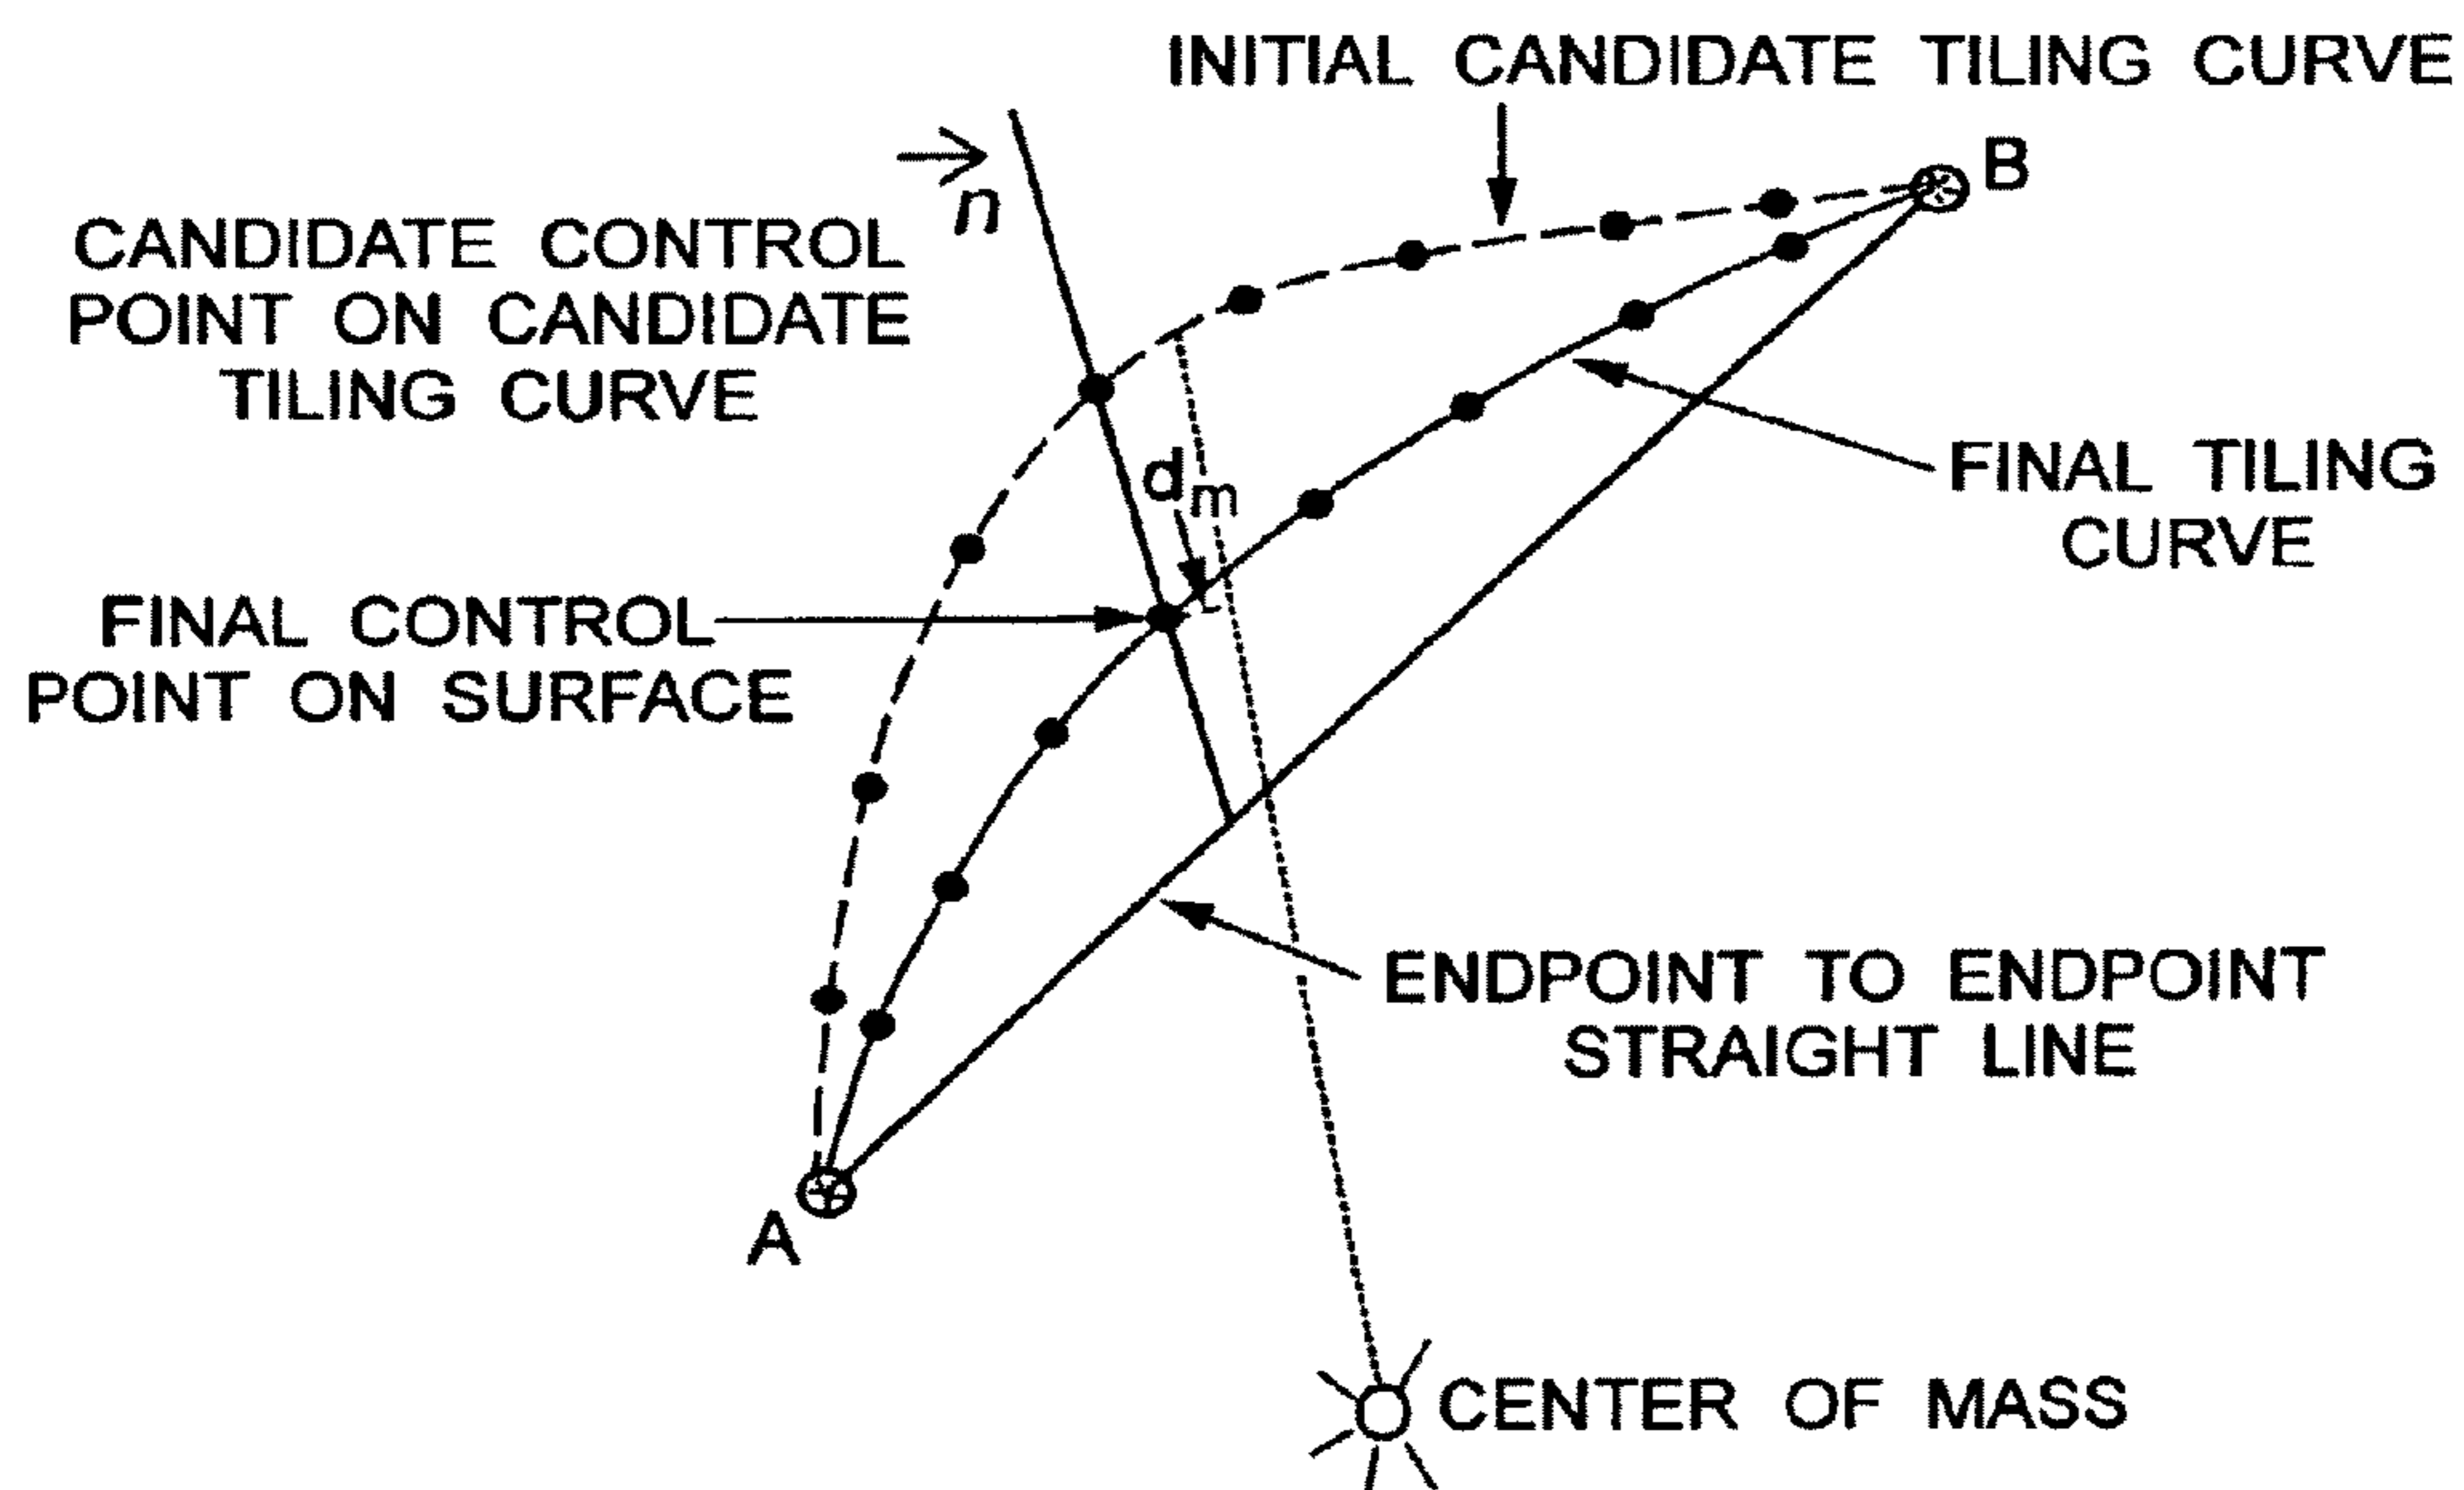 INITIAL CANDIDATE TILING CURVE
n
B
CANDIDATE CONTROL
POINT ON CANDIDATE
TILING CURVE
dm
FINAL TILING
CURVE
FINAL CONTROL
POINT ON SURFACE
ENDPOINT TO ENDPOINT
STRAIGHT LINE
A
CENTER OF MASS